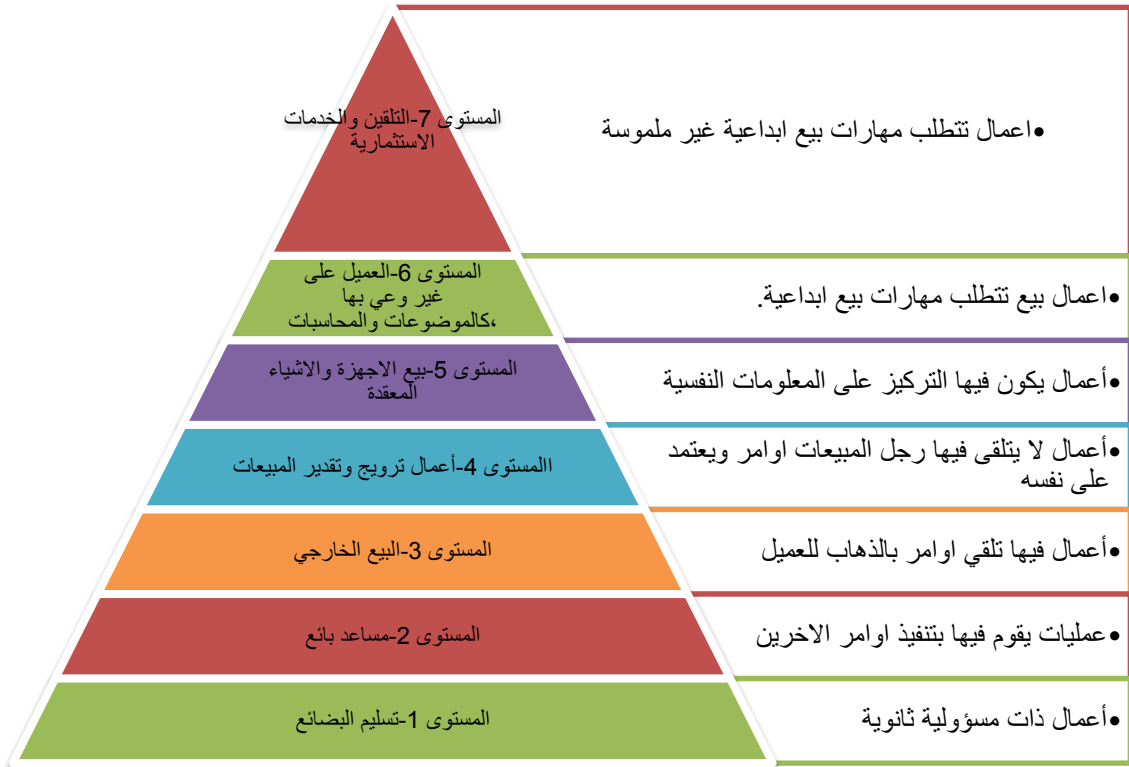 المستوى 7-التلقين والخدمات
الاستثمارية
•اعمال تتطلب مهارات بيع ابداعية غير ملموسة
المستوى 6-العميل على
غير وعي بها
،كالموضوعات والمحاسبات
•اعمال بيع تتطلب مهارات بيع ابداعية.
المستوى 5-بيع الاجهزة والاشياء
المعقدة
•أعمال يكون فيها التركيز على المعلومات النفسية
االمستوى 4-أعمال ترويج وتقدير المبيعات
•أعمال لا يتلقى فيها رجل المبيعات اوامر ويعتمد
على نفسه
المستوى 3-البيع الخارجي
•أعمال فيها تلقي اوامر بالذهاب للعميل
المستوى 2-مساعد بائع
•عمليات يقوم فيها بتنفيذ اوامر الاخرين
المستوى 1-تسليم البضائع
•أعمال ذات مسؤولية ثانوية